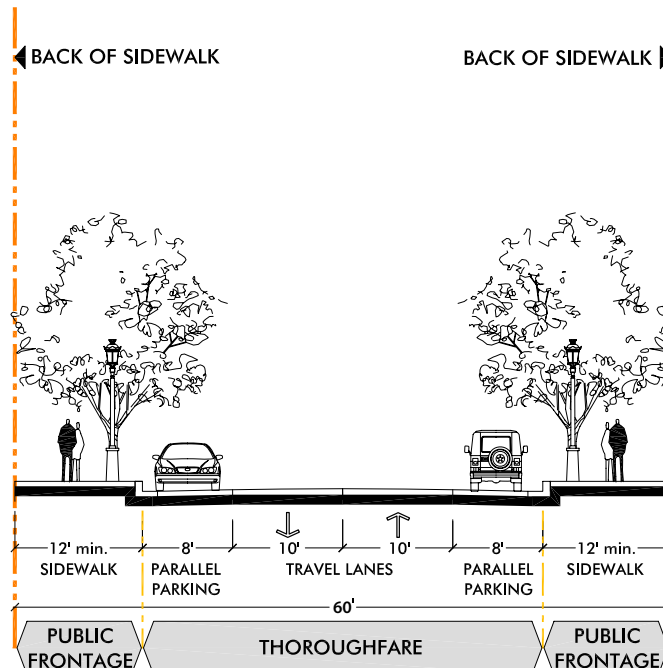 BACK OF SIDEWALK
BACK OF SIDEWALK
12' min.
8'
10'
10'
8'
12' min.
SIDEWALK
PARALLEL
PARKING
TRAVEL LANES
PARALLEL
PARKING
SIDEWALK
60'
PUBLIC
FRONTAGE
THOROUGHFARE
PUBLIC
FRONTAGE